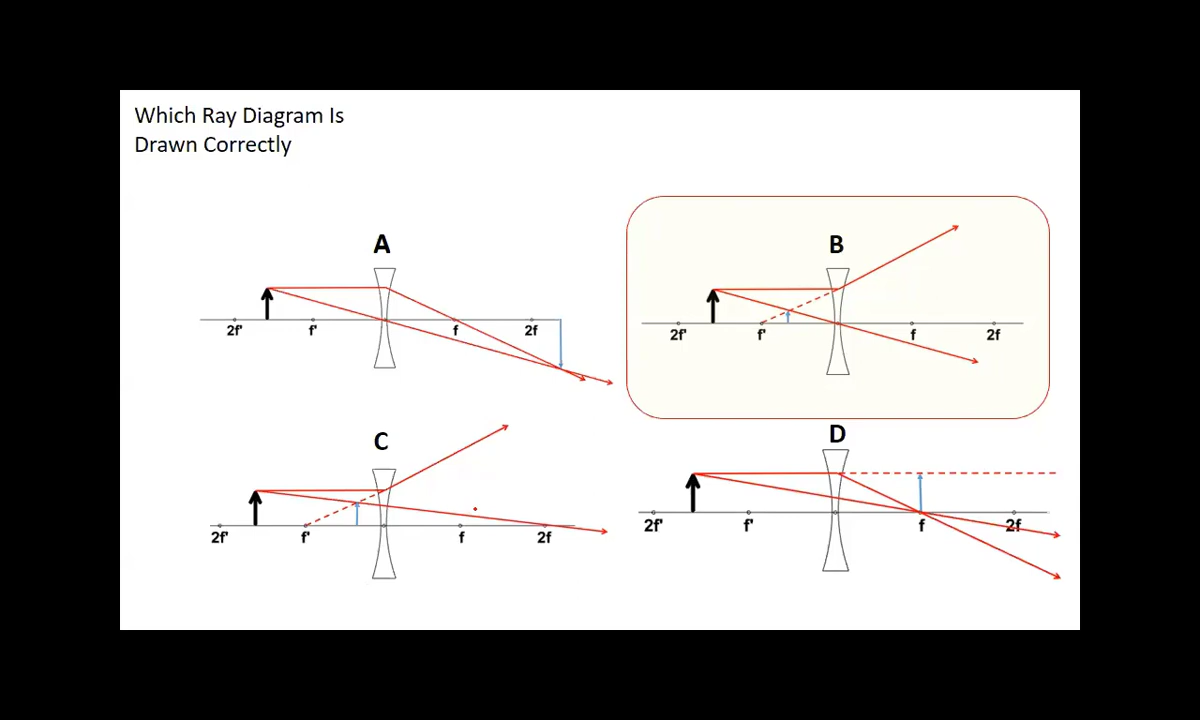 Which Ray Diagram Is
Drawn Correctly
A
2f'
f'
f
2f
B
2f'
f'
f
2f
C
2f'
f'
f
2f
D
2f'
f'
f
2f